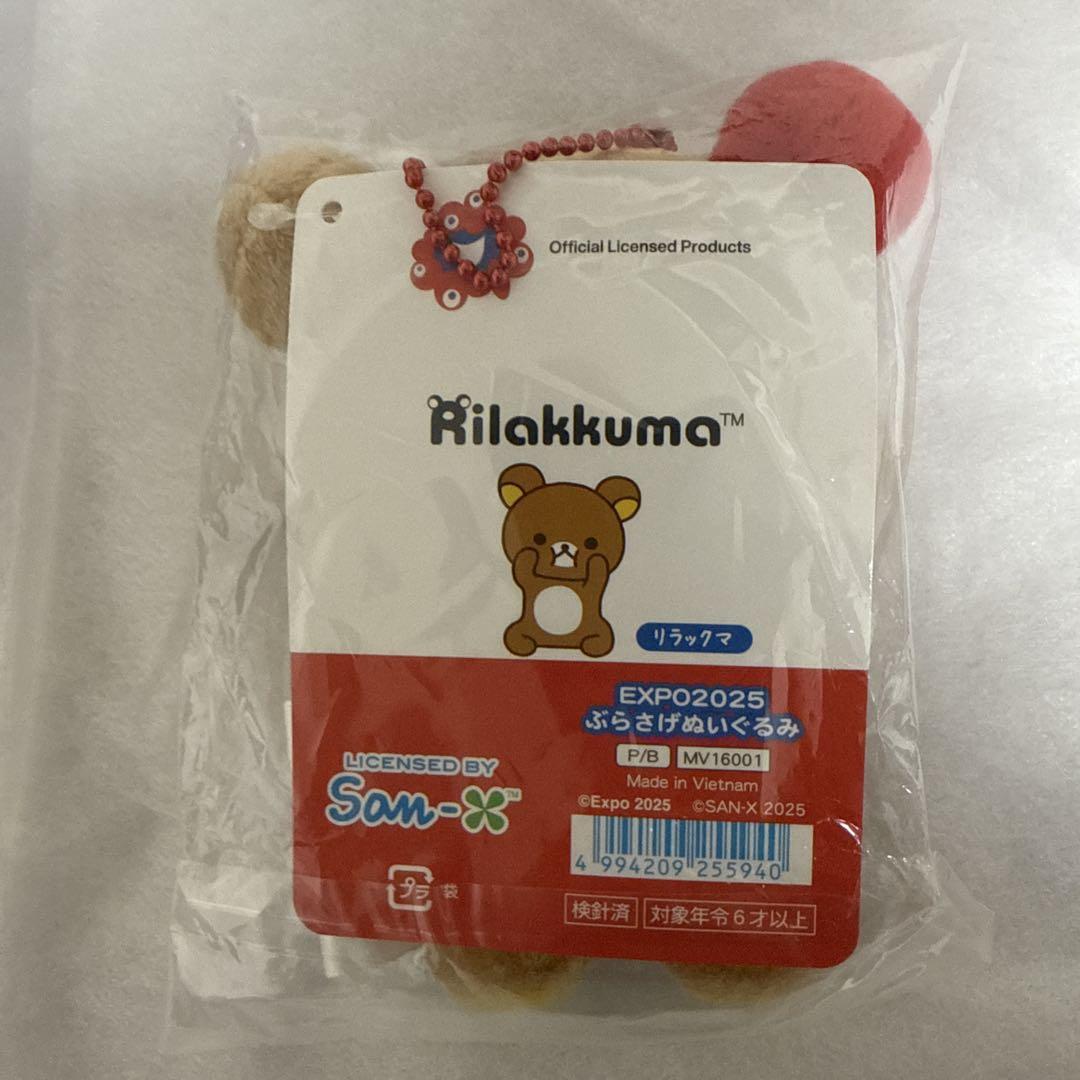 Official Licensed Products
Rilakkuma™
リラックマ
EXPO2025
ぶらさげぬいぐるみ
P/B MV16001
Made in Vietnam
©Expo 2025 ©SAN-X 2025
LICENSED BY
San-X™
4 994209 255940
プラ 袋
検針済 対象年令6才以上